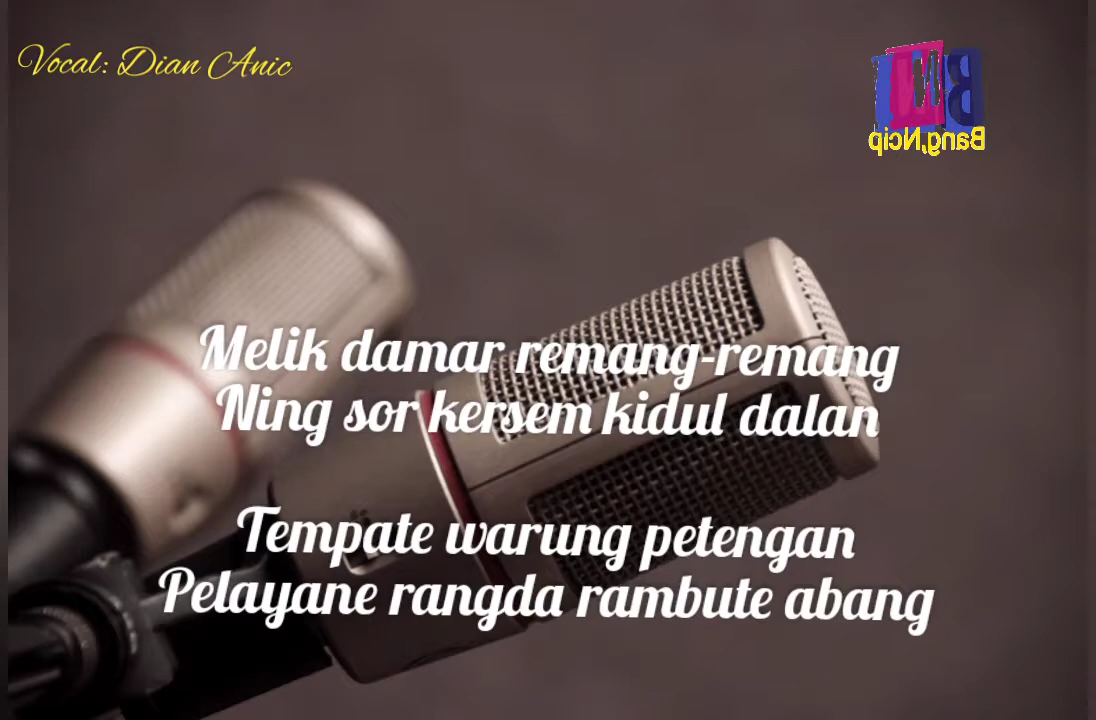 Vocal: Dian Anic
Bang,Ncip
Melik damar remang-remang
Ning sor kersem kidul dalan
Tempate warung petengan
Pelayane rangda rambute abang